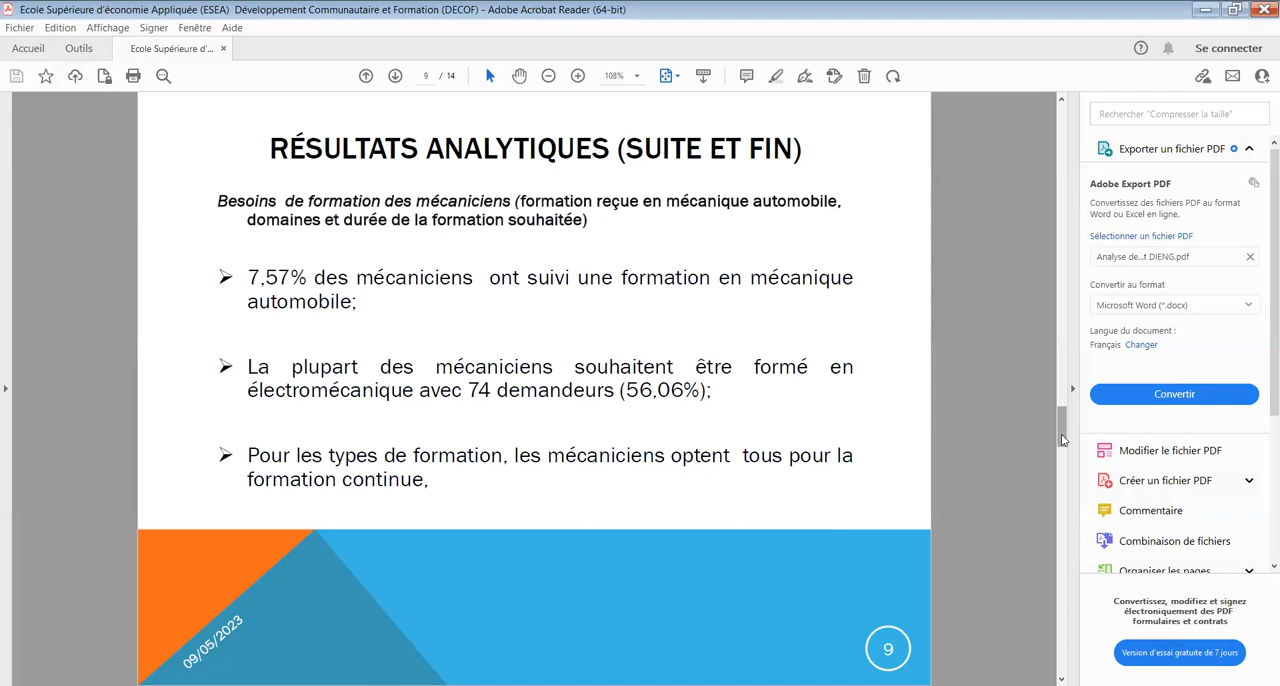 Ecole Supérieure d'économie Appliquée (ESEA) Développement Communautaire et Formation (DECOF) - Adobe Acrobat Reader (64-bit)
Fichier Edition Affichage Signer Fenêtre Aide
Accueil Outils Ecole Supérieure d'... × Se connecter
9 / 14 108%
RÉSULTATS ANALYTIQUES (SUITE ET FIN)
Besoins de formation des mécaniciens (formation reçue en mécanique automobile,
domaines et durée de la formation souhaitée)
7,57% des mécaniciens ont suivi une formation en mécanique
automobile;
La plupart des mécaniciens souhaitent être formé en
électromécanique avec 74 demandeurs (56,06%);
Pour les types de formation, les mécaniciens optent tous pour la
formation continue,
09/05/2023
9
Rechercher "Compresser la taille"
Exporter un fichier PDF
Adobe Export PDF
Convertissez des fichiers PDF au format
Word ou Excel en ligne.
Sélectionner un fichier PDF
Analyse de...t DIENG.pdf
Convertir au format
Microsoft Word (*.docx)
Langue du document :
Français Changer
Convertir
Modifier le fichier PDF
Créer un fichier PDF
Commentaire
Combinaison de fichiers
Organiser les pages
Convertissez, modifiez et signez
électroniquement des PDF
formulaires et contrats
Version d'essai gratuite de 7 jours